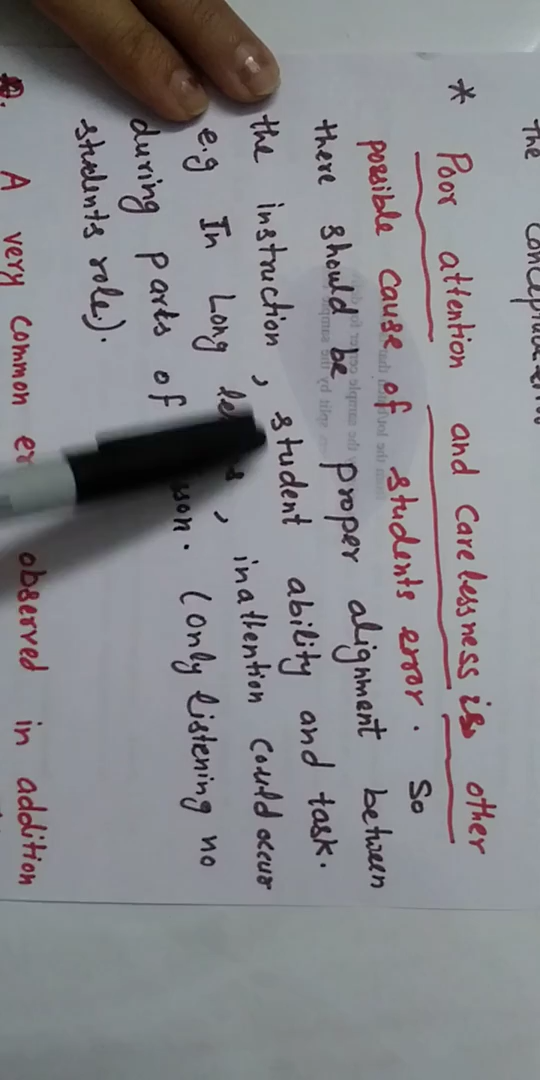 the
* Poor attention and carelessness is other
possible cause of students error. So
there should be proper alignment between
the instruction, student ability and task.
e.g In Long , inattention could occur
during parts of . (only listening no
students role).
A very common observed in addition